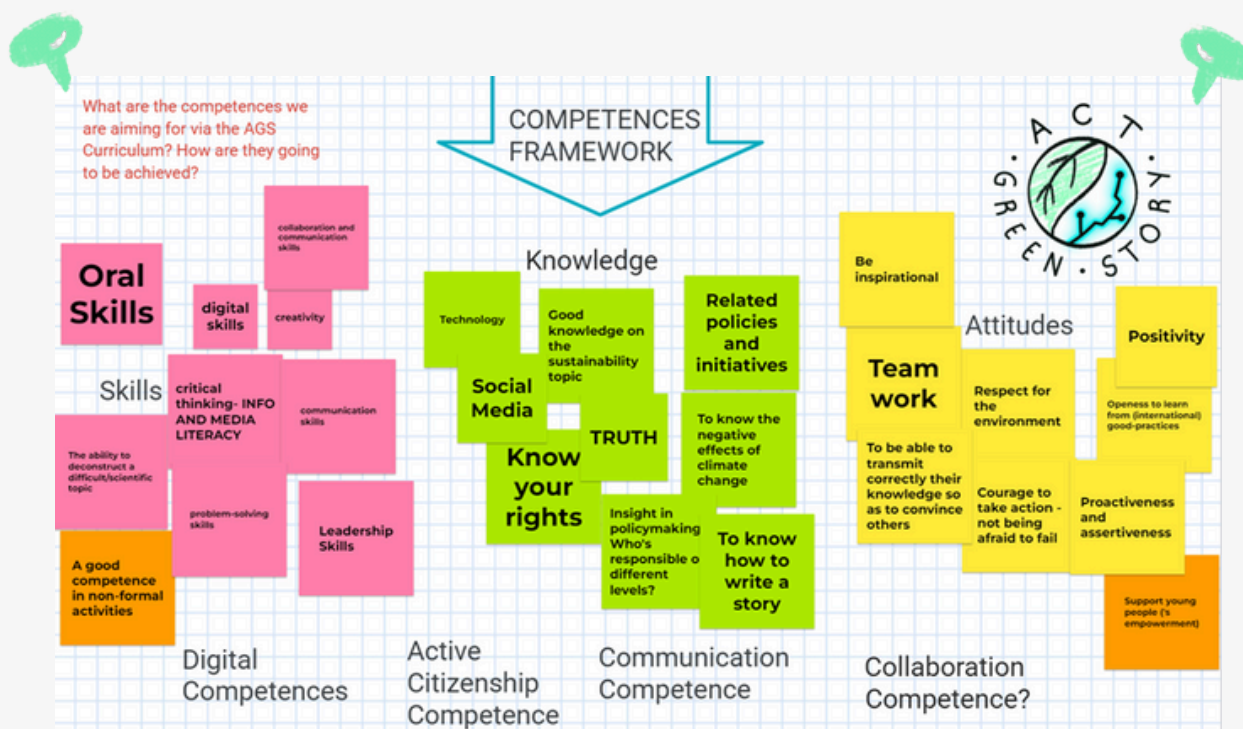 What are the competences we
are aiming for via the AGS
Curriculum? How are they going
to be achieved?
COMPETENCES
FRAMEWORK
ACT
GREEN · STORY
collaboration and
communication
skills
Oral
Skills
digital
skills
creativity
Skills
critical
thinking- INFO
AND MEDIA
LITERACY
communication
skills
The ability to
deconstruct a
difficult/scientific
topic
problem-solving
skills
Leadership
Skills
A good
competence
in non-formal
activities
Knowledge
Technology
Good
knowledge on
the
sustainability
topic
Related
policies
and
initiatives
Social
Media
TRUTH
To know the
negative
effects of
climate
change
Know
your
rights
Insight in
policymaking
Who's
responsible o
different
levels?
To know
how to
write a
story
Be
inspirational
Attitudes
Positivity
Team
work
Respect for
the
environment
Openess to learn
from (international)
good-practices
To be able to
transmit
correctly their
knowledge so
as to convince
others
Courage to
take action -
not being
afraid to fail
Proactiveness
and
assertiveness
Support young
people ('s
empowerment)
Digital
Competences
Active
Citizenship
Competence
Communication
Competence
Collaboration
Competence?